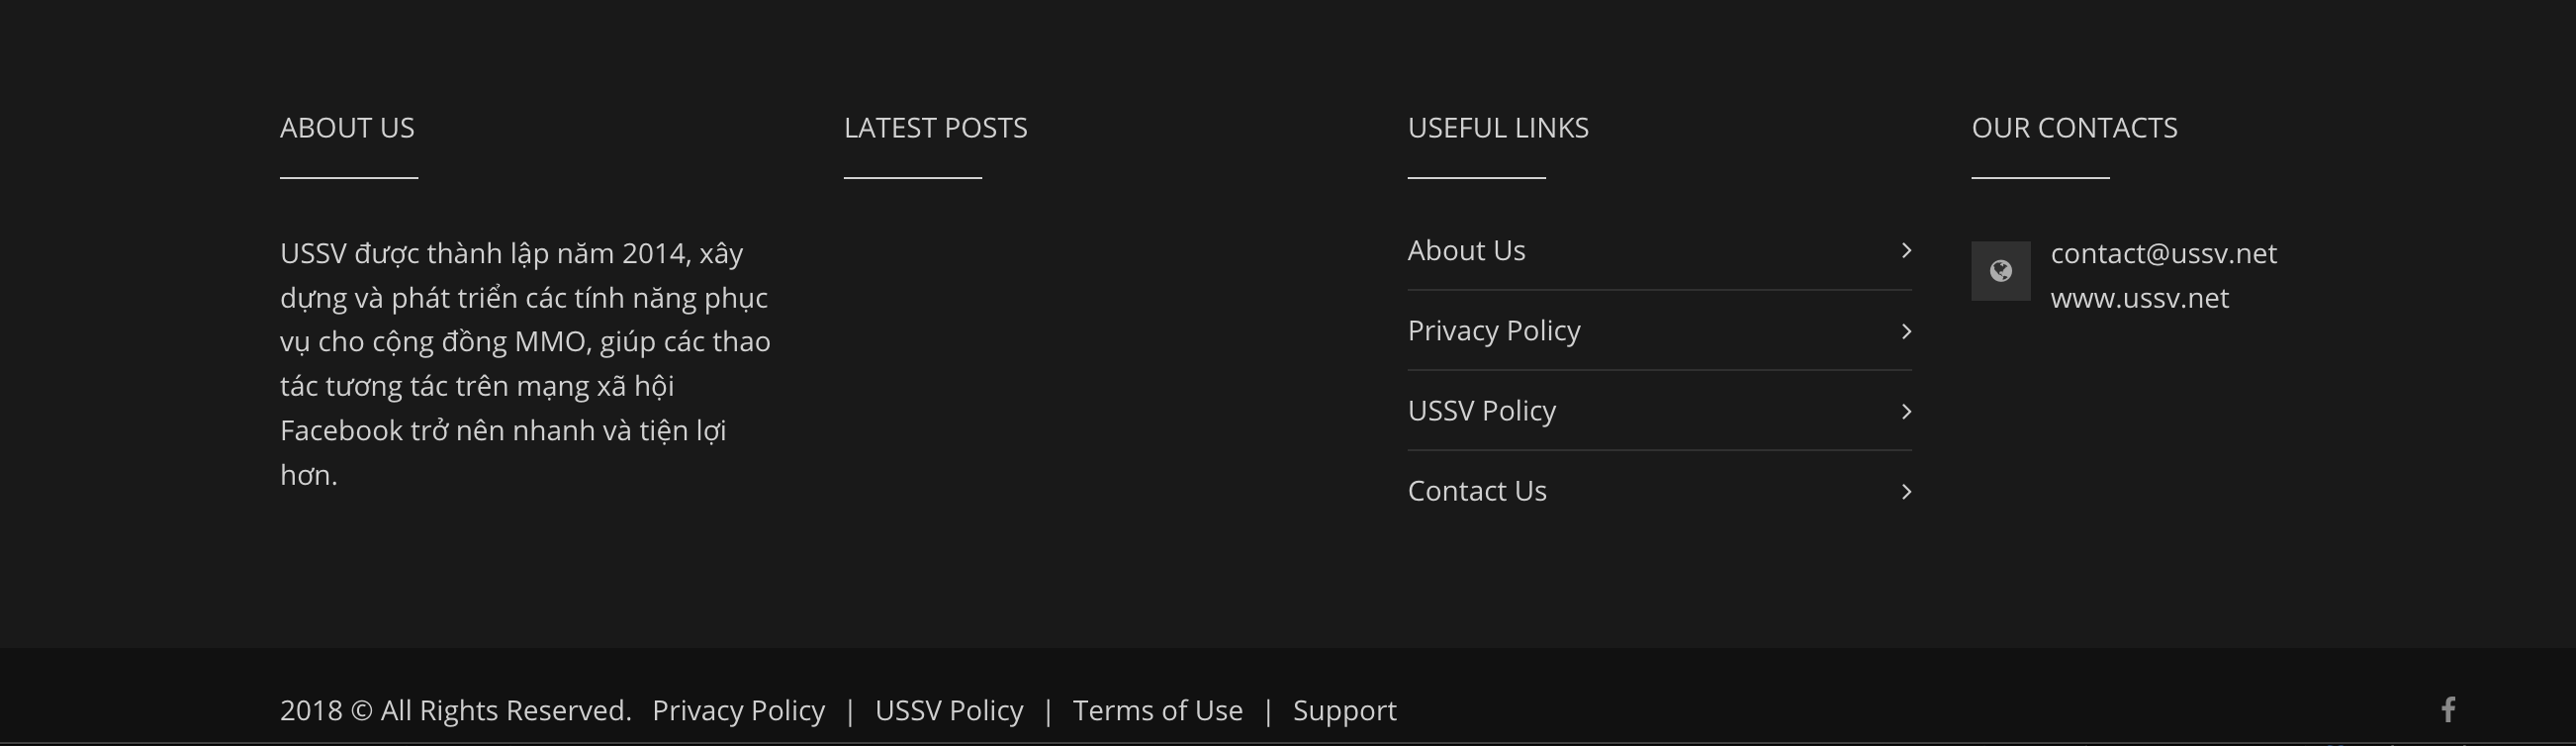 ABOUT US
USSV được thành lập năm 2014, xây
dựng và phát triển các tính năng phục
vụ cho cộng đồng MMO, giúp các thao
tác tương tác trên mạng xã hội
Facebook trở nên nhanh và tiện lợi
hơn.
LATEST POSTS
USEFUL LINKS
About Us
Privacy Policy
USSV Policy
Contact Us
OUR CONTACTS
contact@ussv.net
www.ussv.net
2018 © All Rights Reserved. Privacy Policy | USSV Policy | Terms of Use | Support